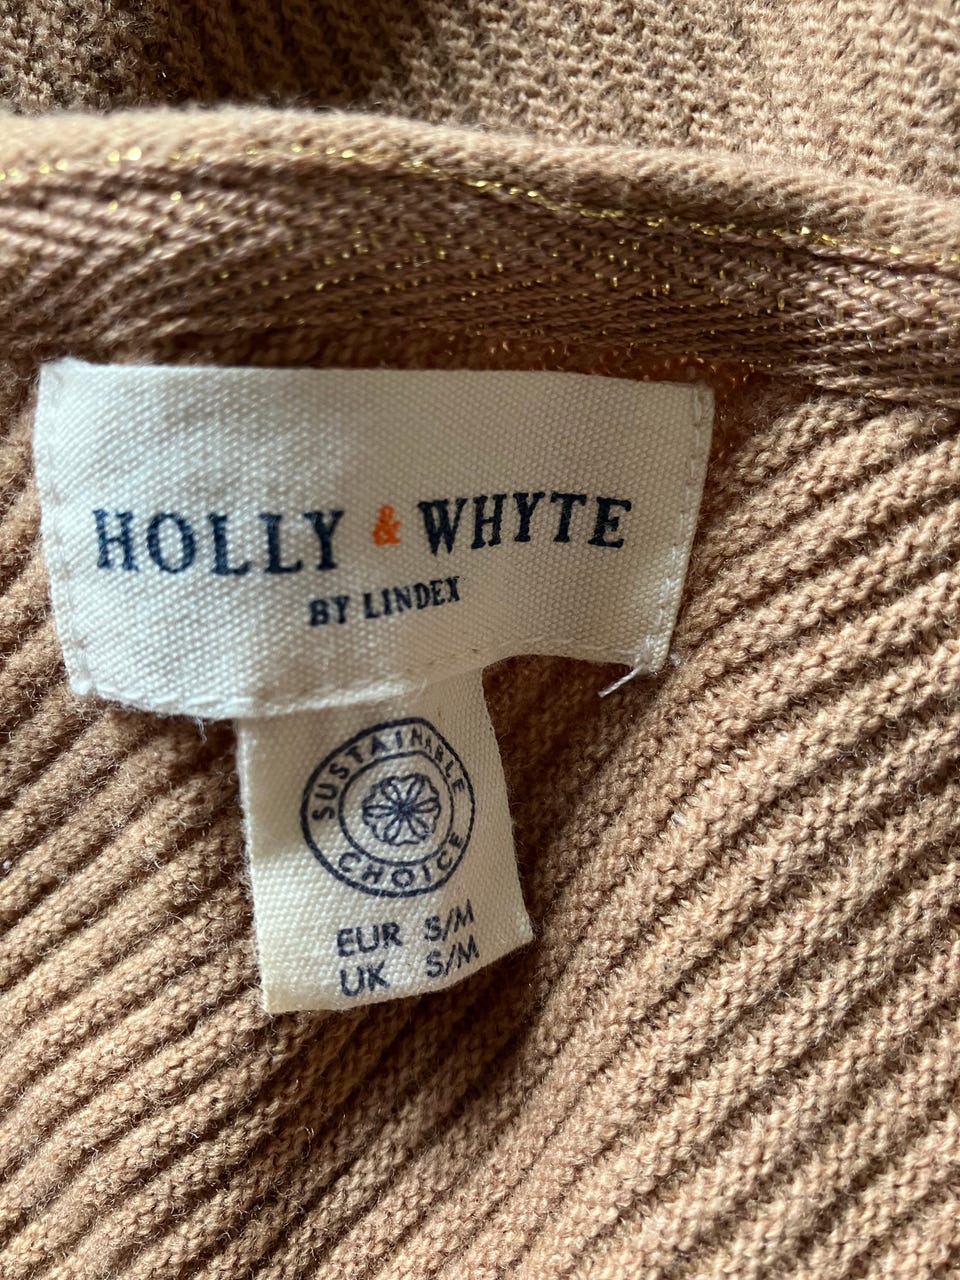 HOLLY & WHYTE
BY LINDEX
SUSTAINABLE
CHOICE
EUR S/M
UK S/M